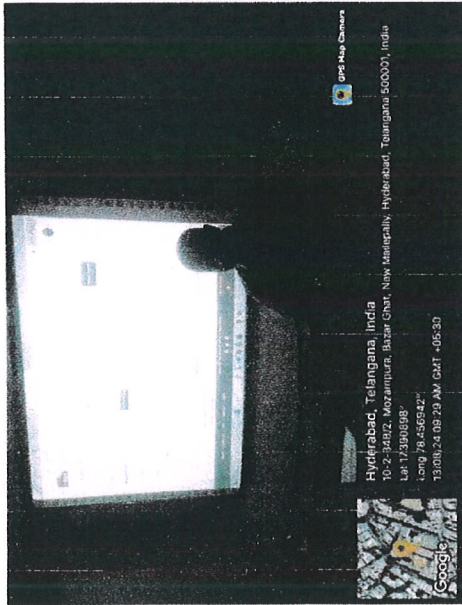 GPS Map Camera
Hyderabad, Telangana, India
10-2-348/2, Mozampura, Bazar Ghat, New Mallepally, Hyderabad, Telangana 500001, India
Lat 17.390898°
Long 78.456942°
13/08/24 09:29 AM GMT +05:30
Google